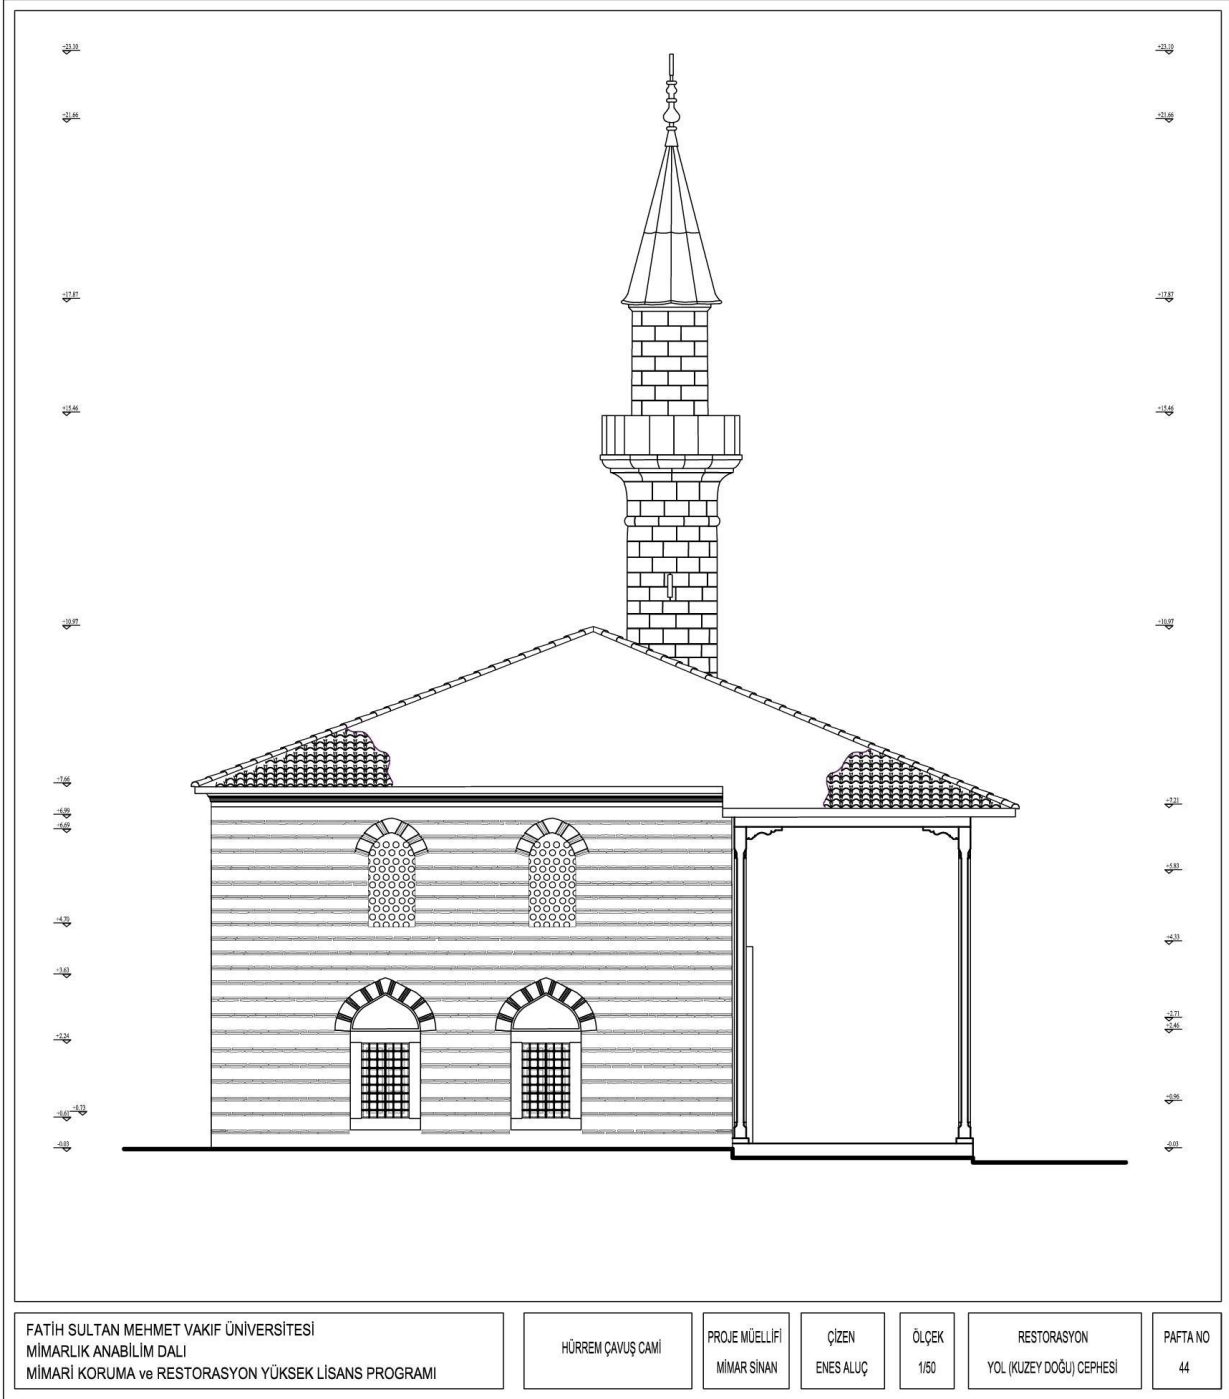 +23.10
+23.10
+21.66
+21.66
+17.87
+17.87
+15.46
+15.46
+10.97
+10.97
+7.66
+7.21
+6.99
+6.69
+5.83
+4.70
+4.33
+3.63
+2.71
+2.46
+2.24
+0.96
+0.73
+0.61
-0.03
-0.03
FATİH SULTAN MEHMET VAKIF ÜNİVERSİTESİ
MİMARLIK ANABİLİM DALI
MİMARİ KORUMA ve RESTORASYON YÜKSEK LİSANS PROGRAMI
HÜRREM ÇAVUŞ CAMİ
PROJE MÜELLİFİ
MİMAR SİNAN
ÇİZEN
ENES ALUÇ
ÖLÇEK
1/50
RESTORASYON
YOL (KUZEY DOĞU) CEPHESİ
PAFTA NO
44